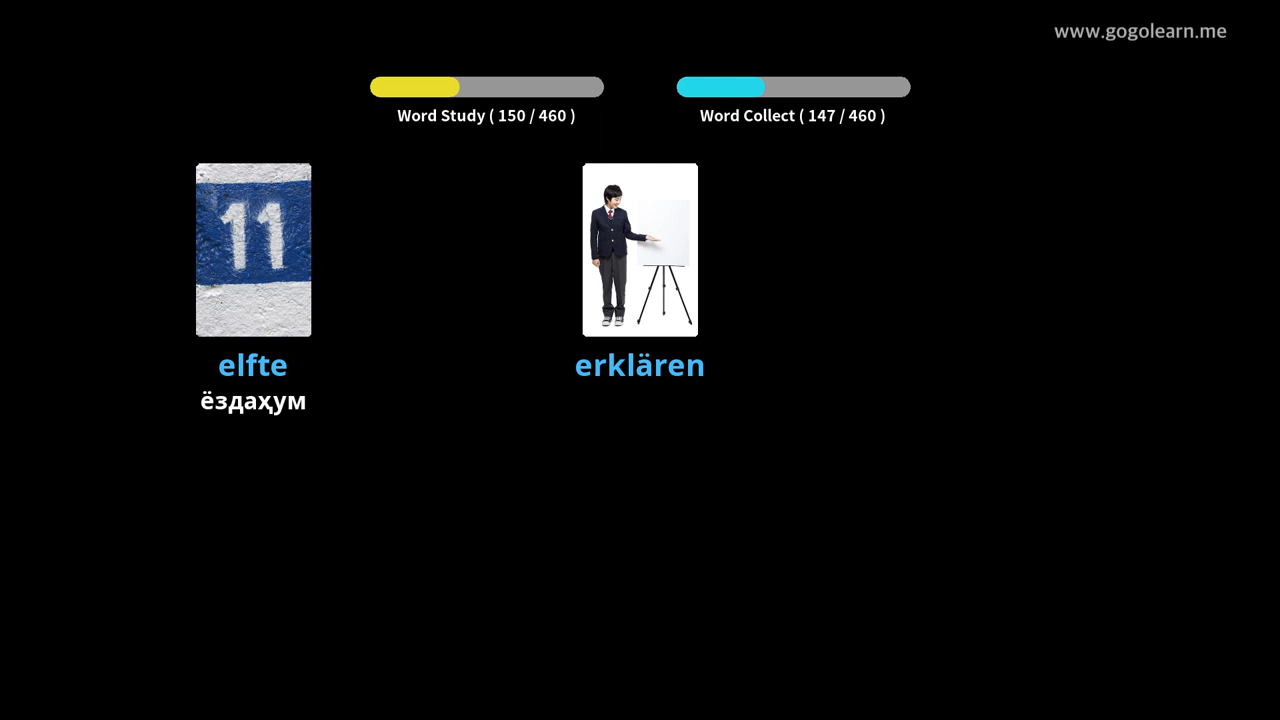 www.gogolearn.me
Word Study ( 150 / 460 )
Word Collect ( 147 / 460 )
11
elfte
erklären
ёздаҳум